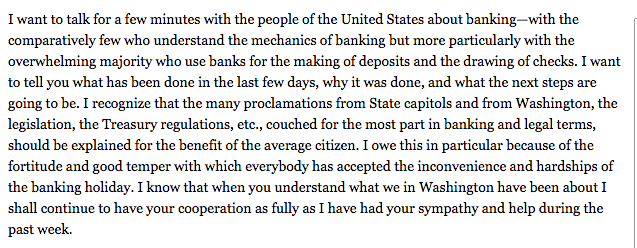 I want to talk for a few minutes with the people of the United States about banking—with the
comparatively few who understand the mechanics of banking but more particularly with the
overwhelming majority who use banks for the making of deposits and the drawing of checks. I want
to tell you what has been done in the last few days, why it was done, and what the next steps are
going to be. I recognize that the many proclamations from State capitols and from Washington, the
legislation, the Treasury regulations, etc., couched for the most part in banking and legal terms,
should be explained for the benefit of the average citizen. I owe this in particular because of the
fortitude and good temper with which everybody has accepted the inconvenience and hardships of
the banking holiday. I know that when you understand what we in Washington have been about I
shall continue to have your cooperation as fully as I have had your sympathy and help during the
past week.